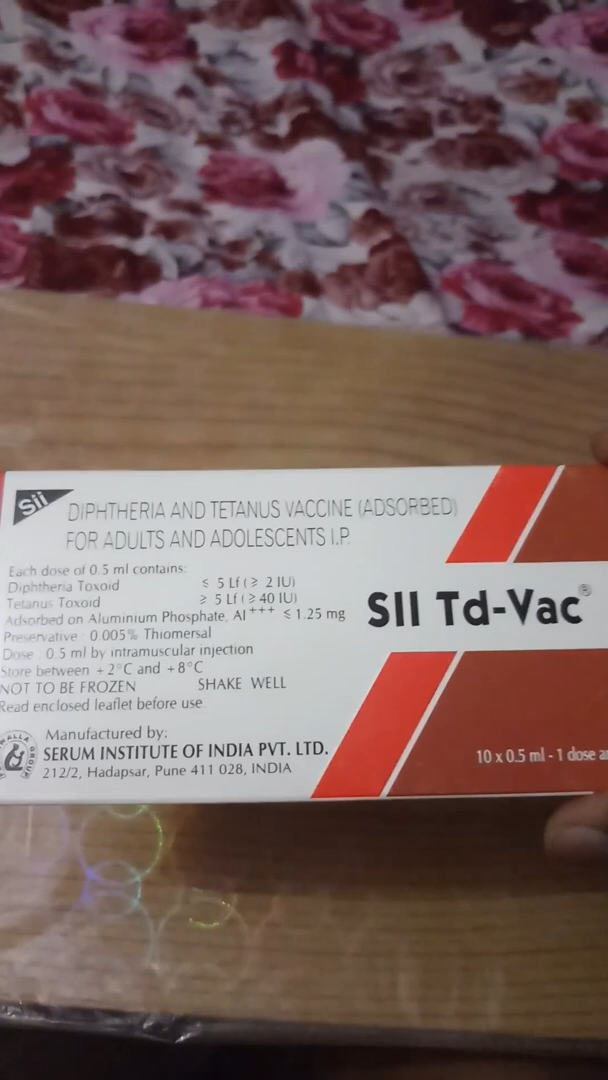 Sii
DIPHTHERIA AND TETANUS VACCINE (ADSORBED)
FOR ADULTS AND ADOLESCENTS I.P.
Each dose of 0.5 ml contains:
Diphtheria Toxoid ≤ 5 Lf (≥ 2 IU)
Tetanus Toxoid ≥ 5 Lf (≥ 40 IU)
Adsorbed on Aluminium Phosphate, Al+++ ≤ 1.25 mg
Preservative : 0.005% Thiomersal
Dose : 0.5 ml by intramuscular injection
Store between +2°C and +8°C
NOT TO BE FROZEN SHAKE WELL
Read enclosed leaflet before use
Manufactured by:
SERUM INSTITUTE OF INDIA PVT. LTD.
212/2, Hadapsar, Pune 411 028, INDIA
SII Td-Vac®
10 x 0.5 ml - 1 dose